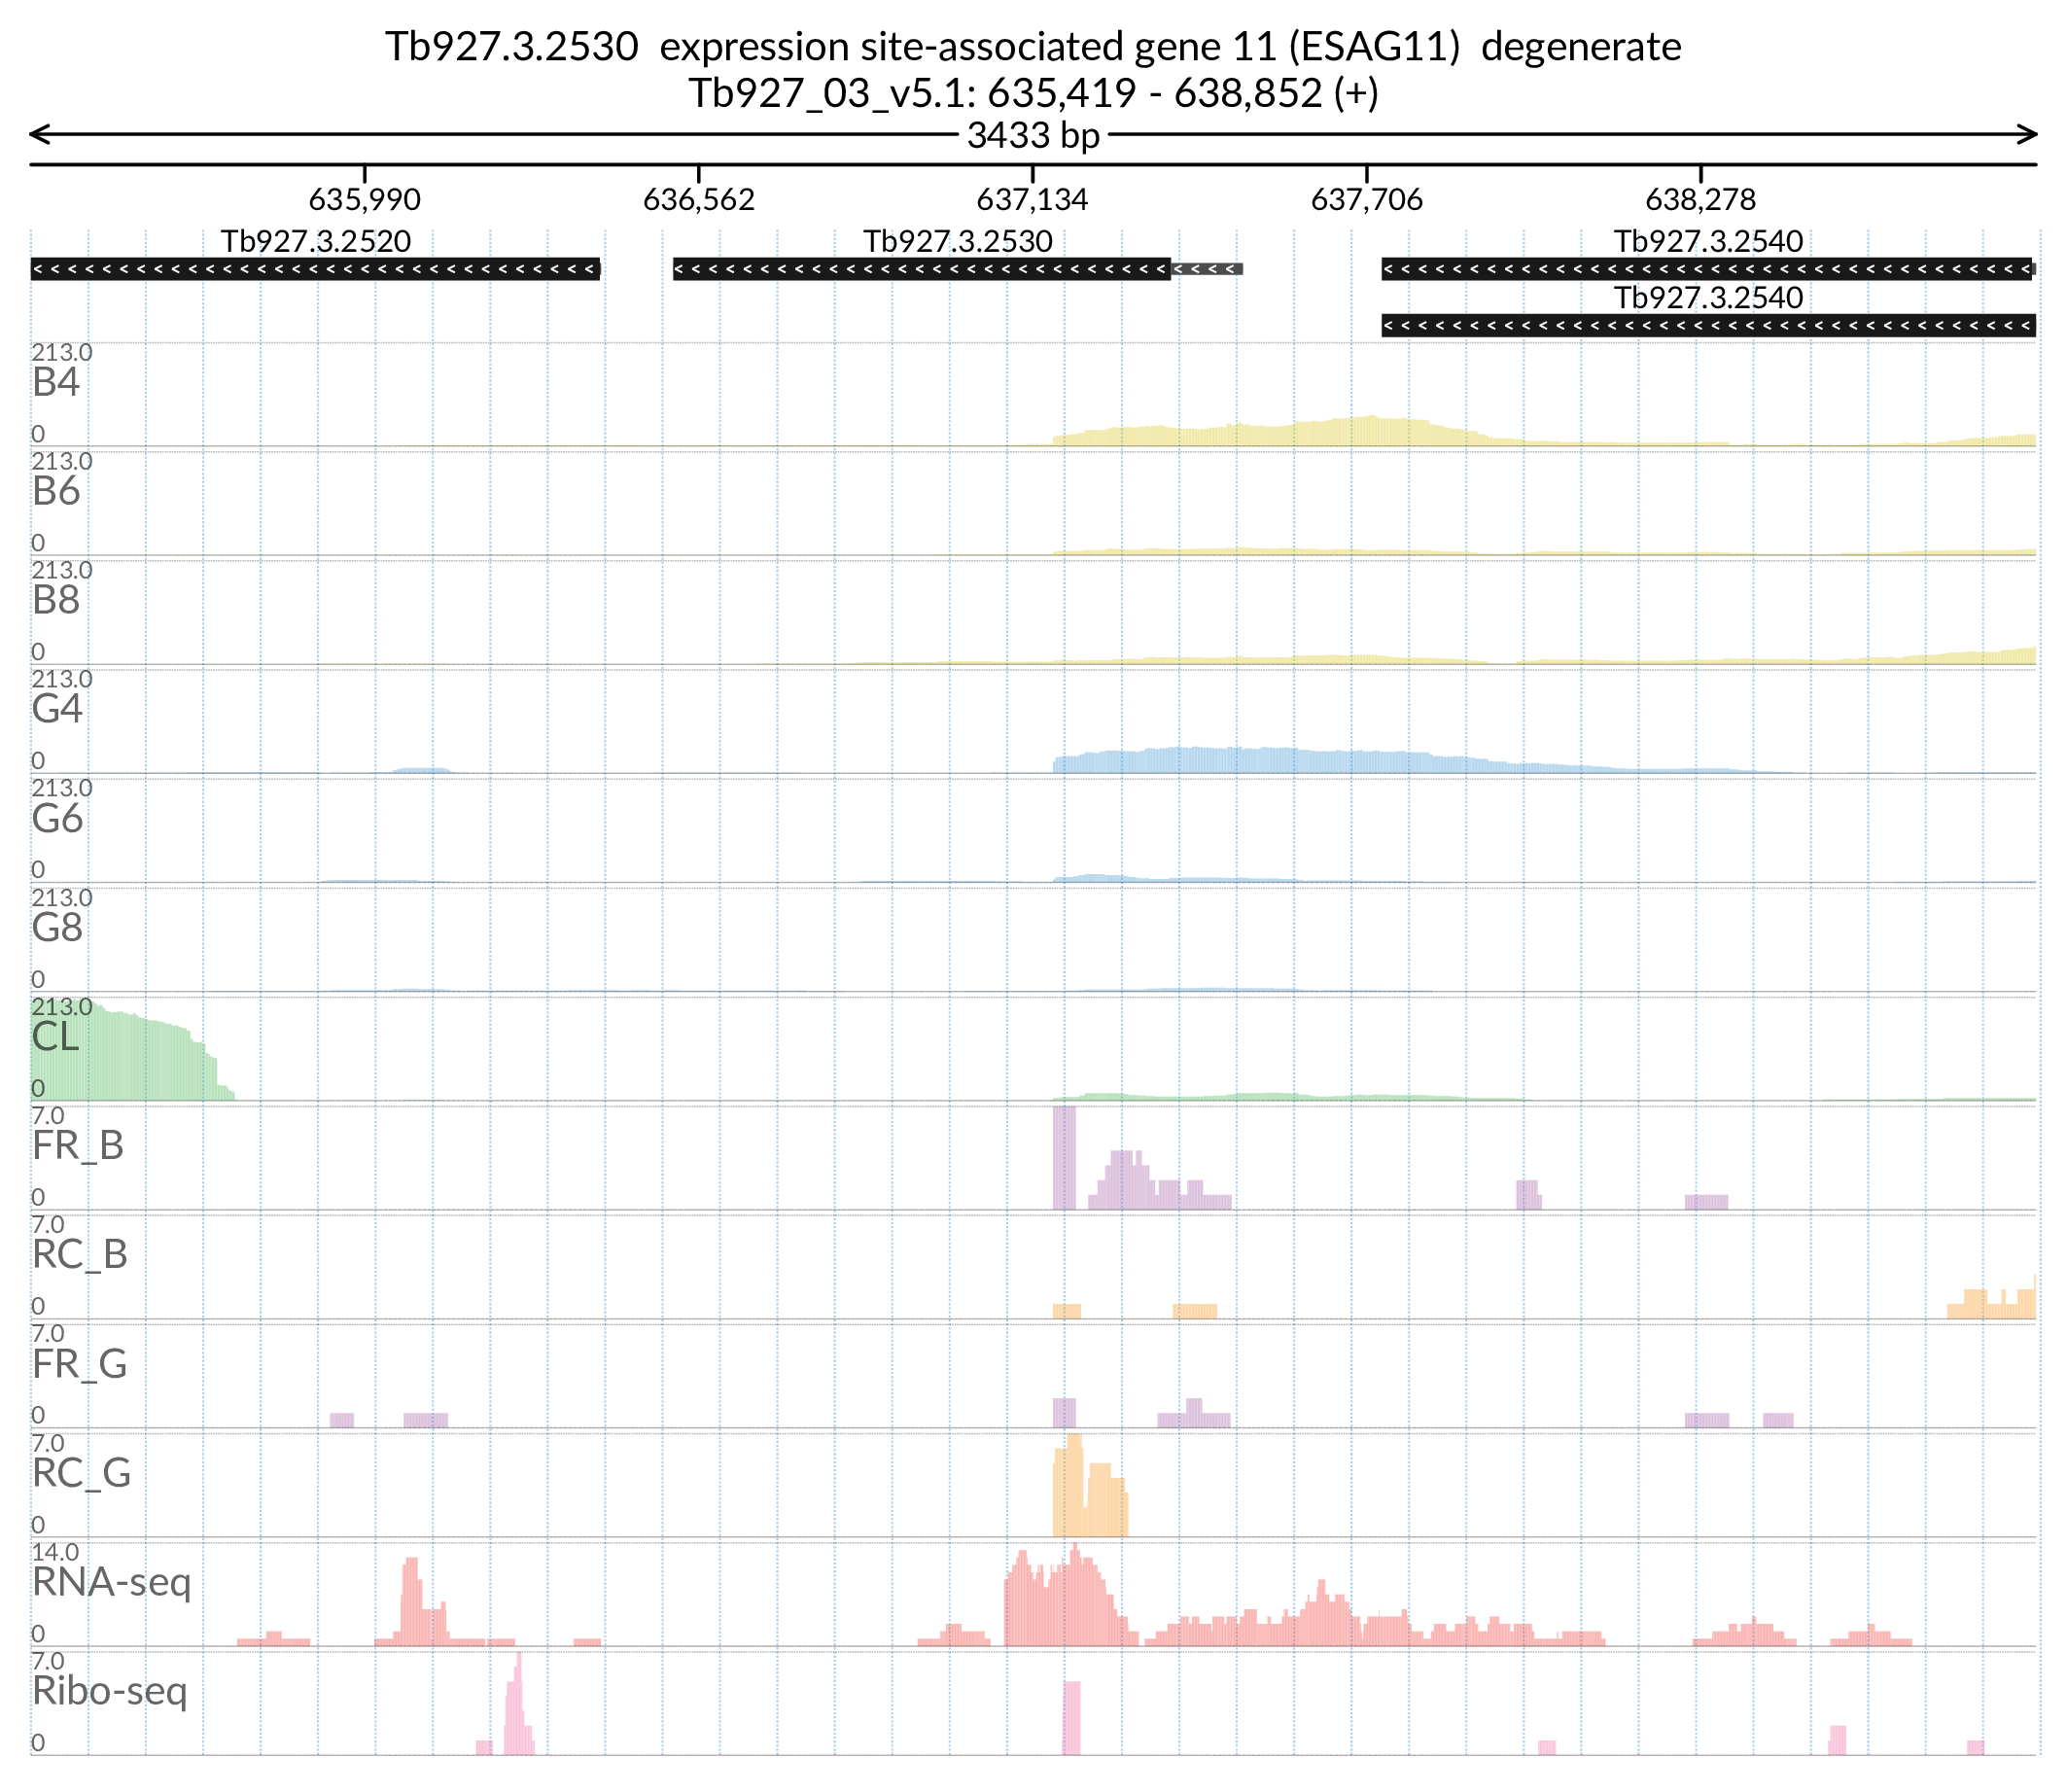 Tb927.3.2530  expression site-associated gene 11 (ESAG11)  degenerate
Tb927_03_v5.1: 635,419 - 638,852 (+)
3433 bp
635,990 636,562 637,134 637,706 638,278
Tb927.3.2520 Tb927.3.2530 Tb927.3.2540
Tb927.3.2540
213.0
B4
0
213.0
B6
0
213.0
B8
0
213.0
G4
0
213.0
G6
0
213.0
G8
0
213.0
CL
0
7.0
FR_B
0
7.0
RC_B
0
7.0
FR_G
0
7.0
RC_G
0
14.0
RNA-seq
0
7.0
Ribo-seq
0